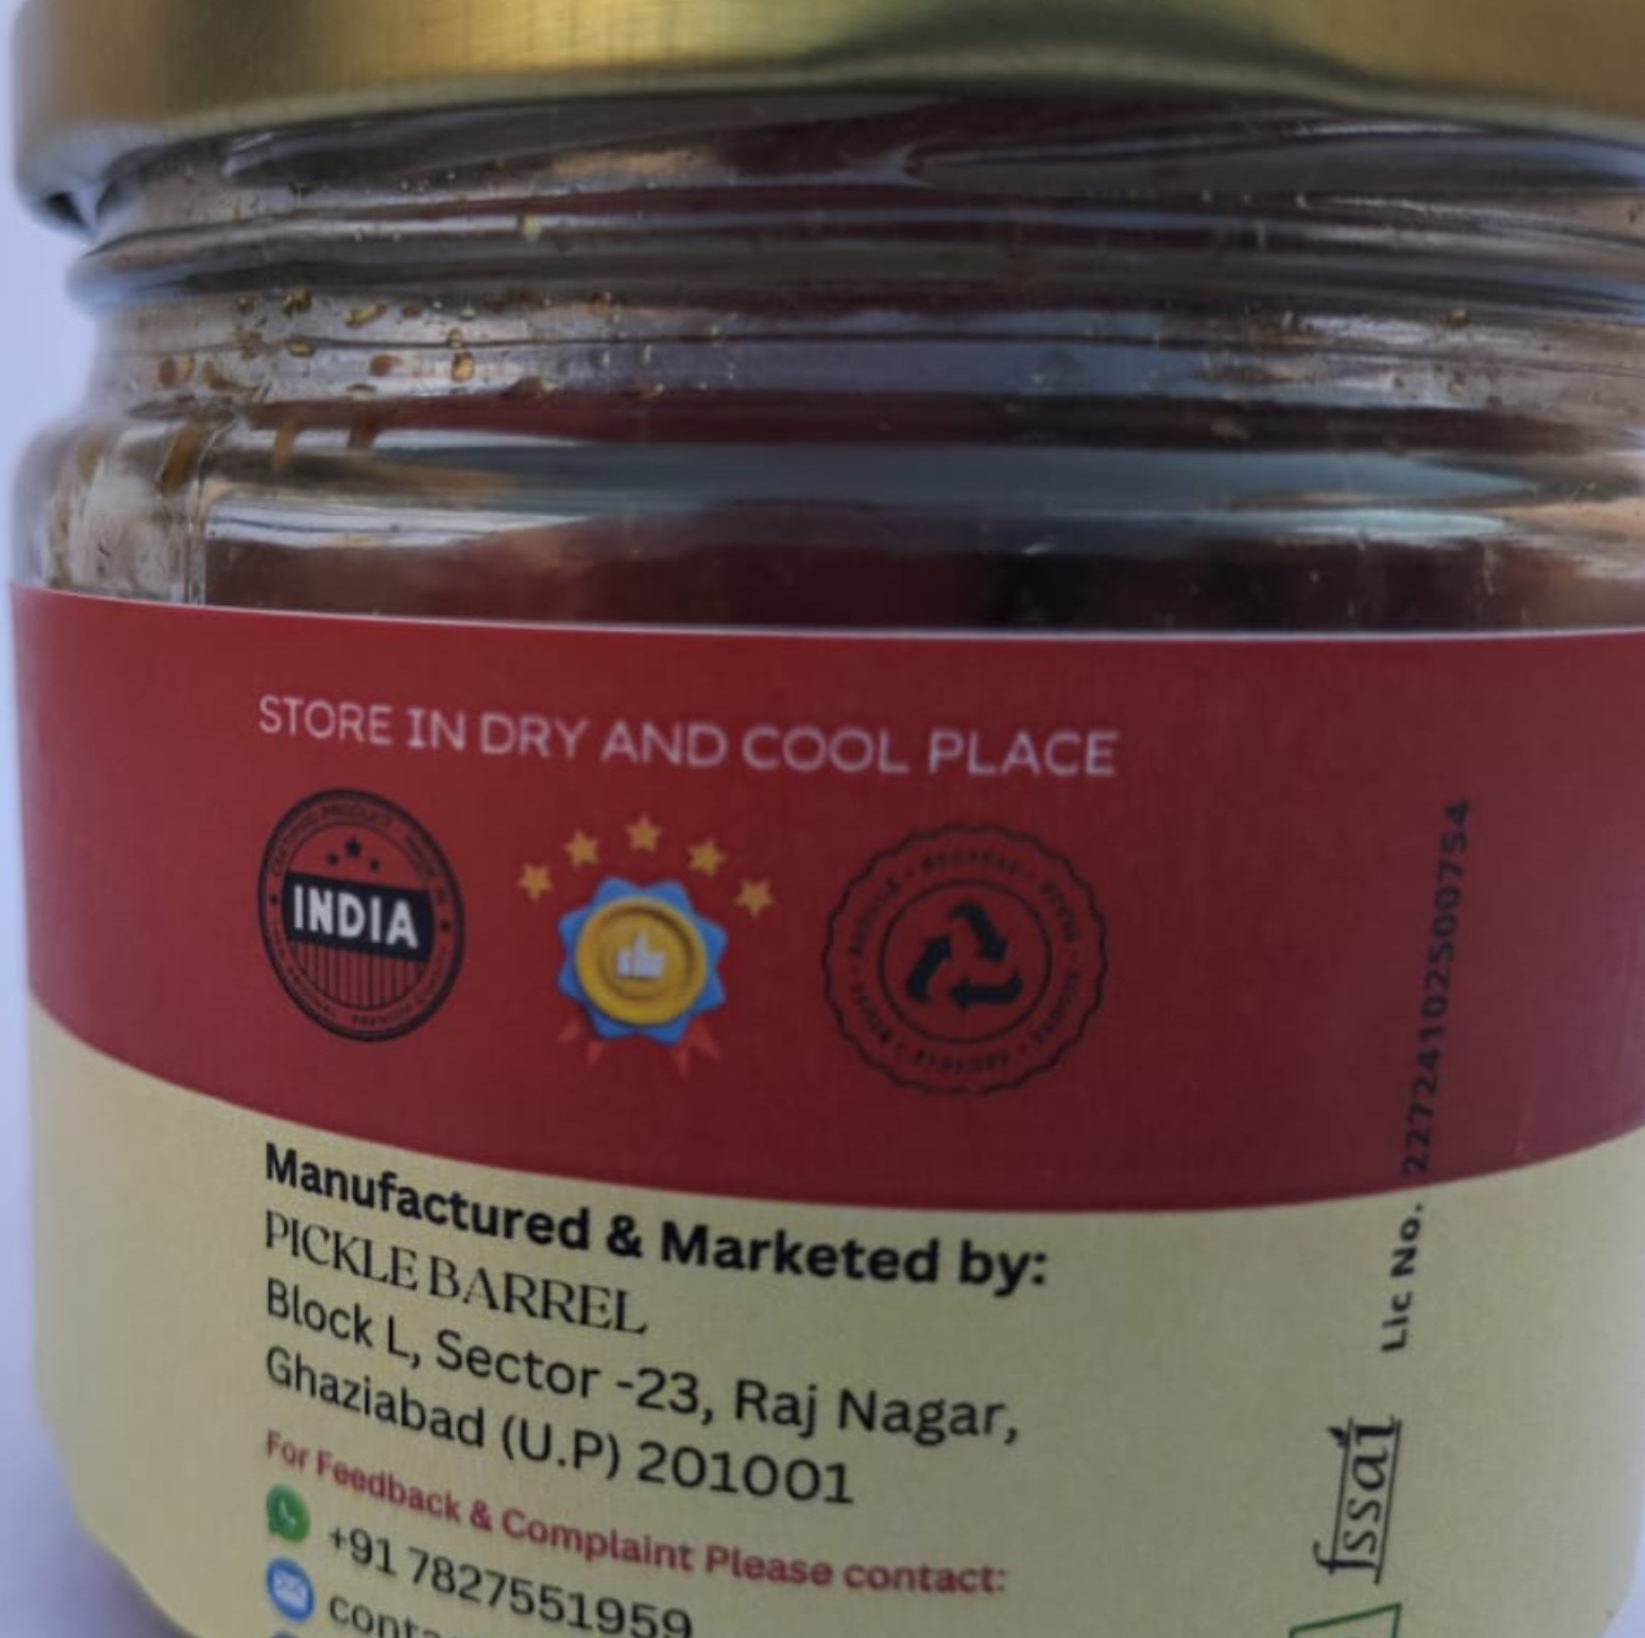 STORE IN DRY AND COOL PLACE
INDIA
Manufactured & Marketed by:
PICKLE BARREL
Block L, Sector -23, Raj Nagar,
Ghaziabad (U.P) 201001
For Feedback & Complaint Please contact:
+91 7827551959
fssai
Lic No. 22724102500754